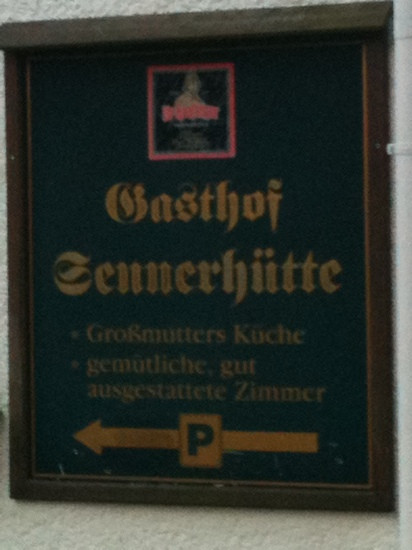 Gasthof
Sennerhütte
Großmutters Küche
gemütliche, gut
ausgestattete Zimmer
P